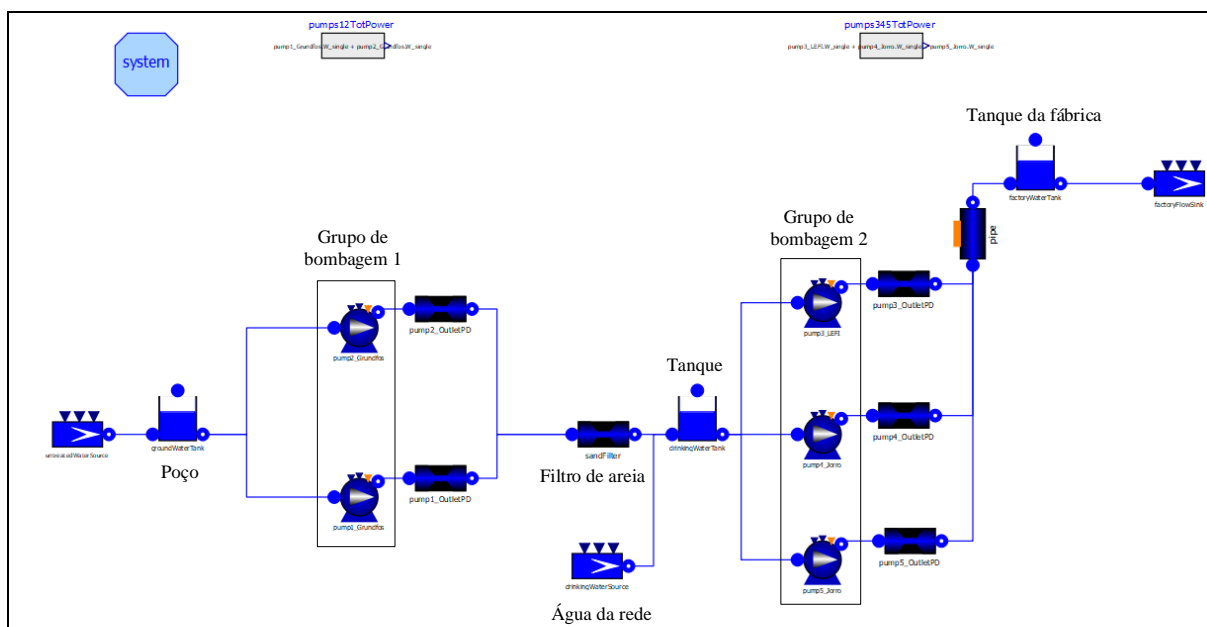 pumps12TotPower
pump1_Grundfos.W_single + pump2_Grundfos.W_single
pumps345TotPower
pump3_LEFI.W_single + pump4_Jorro.W_single + pump5_Jorro.W_single
system
Tanque da fábrica
factoryWaterTank
factoryFlowSink
pipe
Grupo de
bombagem 1
Grupo de
bombagem 2
pump2_Grundfos
pump2_OutletPD
pump3_LEFI
pump3_OutletPD
Tanque
untreatedWaterSource
groundWaterTank
Poço
sandFilter
Filtro de areia
drinkingWaterTank
pump4_Jorro
pump4_OutletPD
pump1_Grundfos
pump1_OutletPD
drinkingWaterSource
Água da rede
pump5_Jorro
pump5_OutletPD